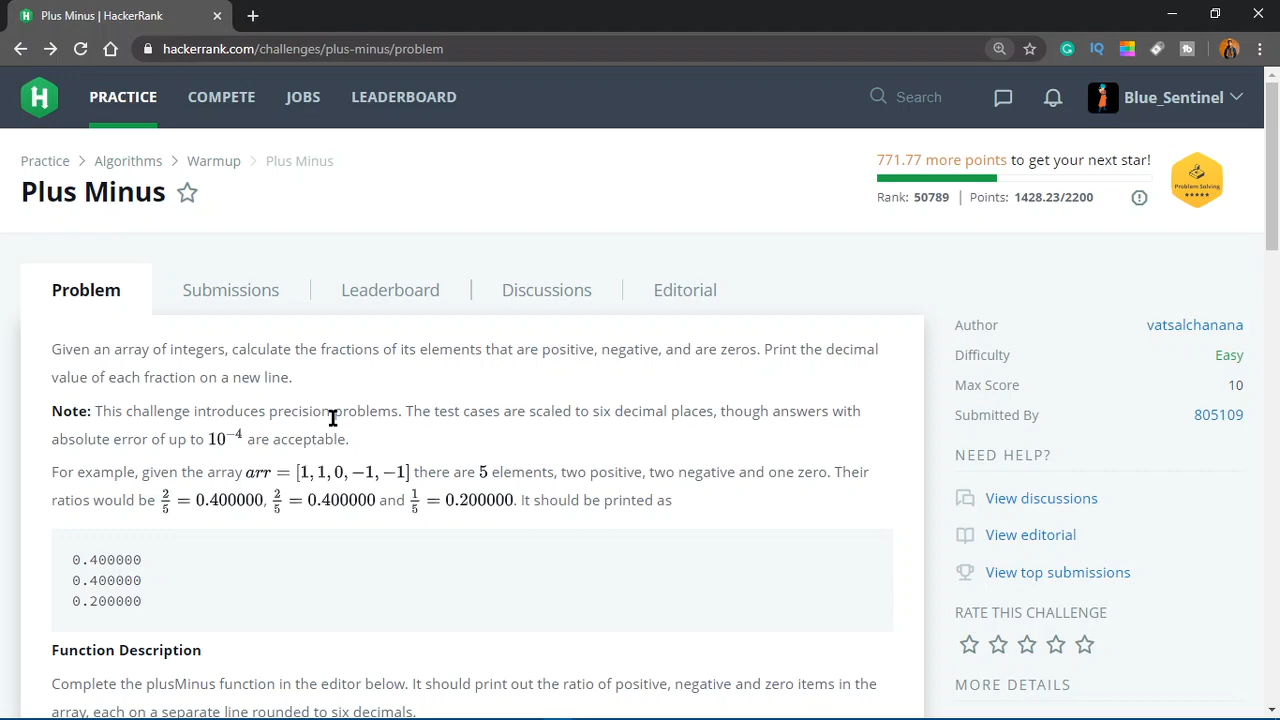 Plus Minus | HackerRank
hackerrank.com/challenges/plus-minus/problem
IQ
H
PRACTICE COMPETE JOBS LEADERBOARD Search Blue_Sentinel
Practice > Algorithms > Warmup > Plus Minus
Plus Minus
771.77 more points to get your next star!
Rank: 50789 | Points: 1428.23/2200
Problem Solving
Problem Submissions Leaderboard Discussions Editorial
Given an array of integers, calculate the fractions of its elements that are positive, negative, and are zeros. Print the decimal
value of each fraction on a new line.
Note: This challenge introduces precision problems. The test cases are scaled to six decimal places, though answers with
absolute error of up to 10⁻⁴ are acceptable.
For example, given the array arr = [1, 1, 0, −1, −1] there are 5 elements, two positive, two negative and one zero. Their
ratios would be 2/5 = 0.400000, 2/5 = 0.400000 and 1/5 = 0.200000. It should be printed as
0.400000
0.400000
0.200000
Function Description
Complete the plusMinus function in the editor below. It should print out the ratio of positive, negative and zero items in the
array, each on a separate line rounded to six decimals.
Author vatsalchanana
Difficulty Easy
Max Score 10
Submitted By 805109
NEED HELP?
View discussions
View editorial
View top submissions
RATE THIS CHALLENGE
MORE DETAILS